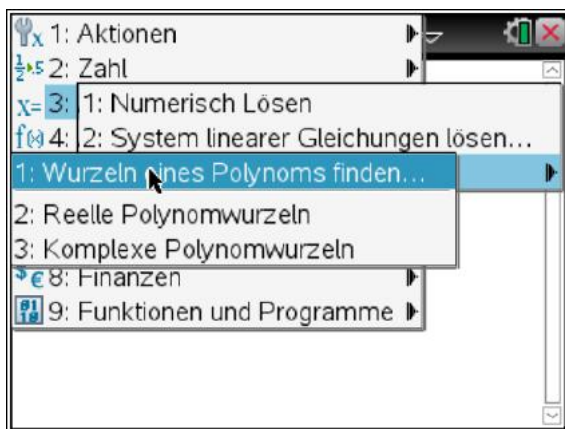 1: Aktionen
2: Zahl
3:
1: Numerisch Lösen
4:
2: System linearer Gleichungen lösen...
1: Wurzeln eines Polynoms finden...
2: Reelle Polynomwurzeln
3: Komplexe Polynomwurzeln
8: Finanzen
9: Funktionen und Programme